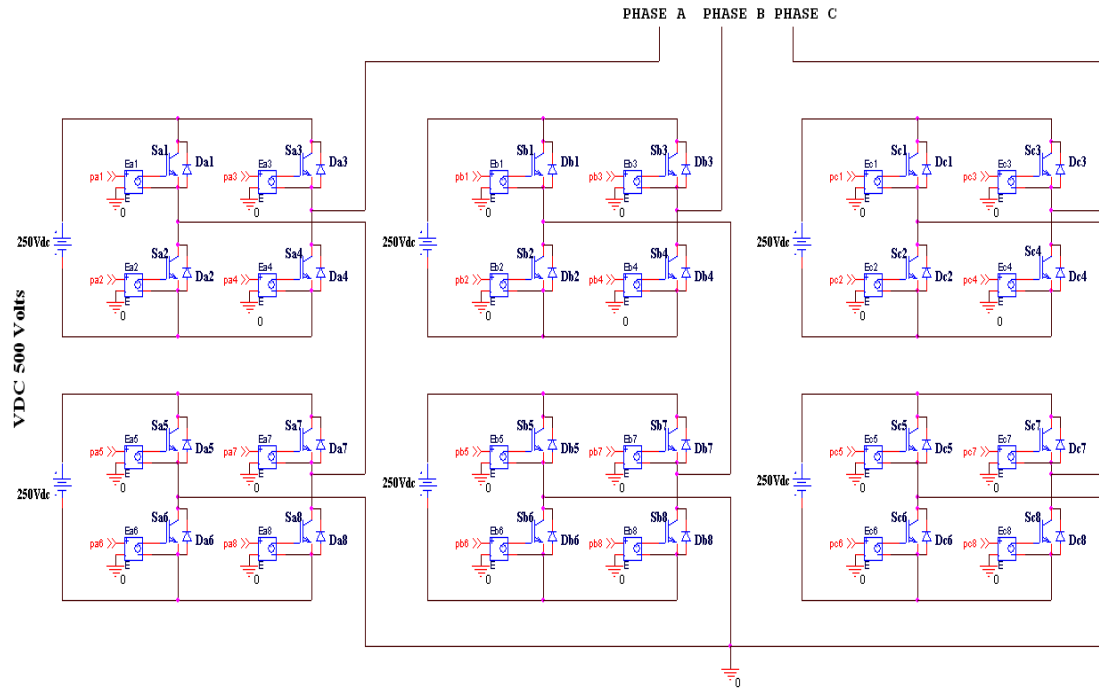 PHASE A PHASE B PHASE C
Sa1 Sa3 Sb1 Sb3 Sc1 Sc3
Ea1 Da1 Ea3 Da3 Eb1 Db1 Eb3 Db3 Ec1 Dc1 Ec3 Dc3
pa1 pa3 pb1 pb3 pc1 pc3
E E E E E E
0 0 0 0 0 0
250Vdc 250Vdc 250Vdc
Sa2 Sa4 Sb2 Sb4 Sc2 Sc4
Ea2 Da2 Ea4 Da4 Eb2 Db2 Eb4 Db4 Ec2 Dc2 Ec4 Dc4
pa2 pa4 pb2 pb4 pc2 pc4
E E E E E E
0 0 0 0 0 0
VDC 500 Volts
Sa5 Sa7 Sb5 Sb7 Sc5 Sc7
Ea5 Da5 Ea7 Da7 Eb5 Db5 Eb7 Db7 Ec5 Dc5 Ec7 Dc7
pa5 pa7 pb5 pb7 pc5 pc7
E E E E E E
0 0 0 0 0 0
250Vdc 250Vdc 250Vdc
Sa6 Sa8 Sb6 Sb8 Sc6 Sc8
Ea6 Da6 Ea8 Da8 Eb6 Db6 Eb8 Db8 Ec6 Dc6 Ec8 Dc8
pa6 pa8 pb6 pb8 pc6 pc8
E E E E E E
0 0 0 0 0 0
0